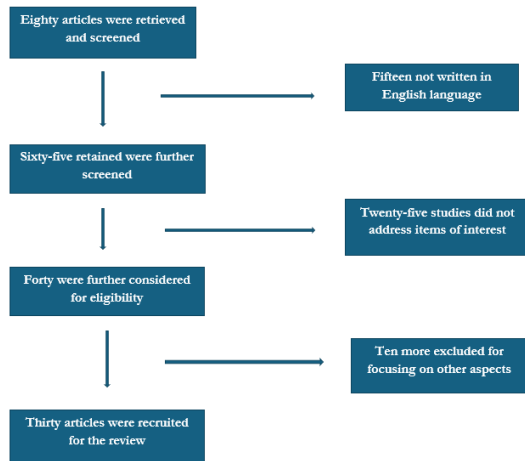 Eighty articles were retrieved
and screened
Fifteen not written in
English language
Sixty-five retained were further
screened
Twenty-five studies did not
address items of interest
Forty were further considered
for eligibility
Ten more excluded for
focusing on other aspects
Thirty articles were recruited
for the review